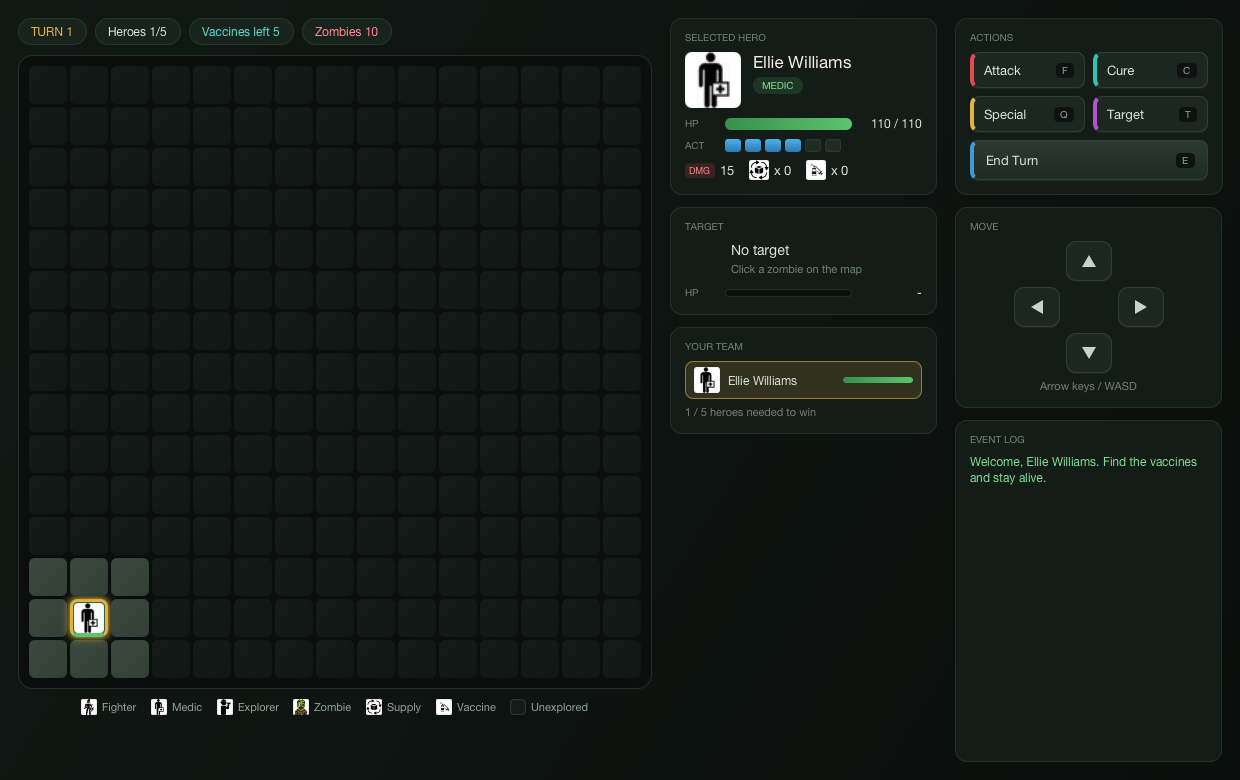 TURN 1
Heroes 1/5
Vaccines left 5
Zombies 10
SELECTED HERO
Ellie Williams
MEDIC
HP 110 / 110
ACT
DMG 15 x 0 x 0
TARGET
No target
Click a zombie on the map
HP -
YOUR TEAM
Ellie Williams
1 / 5 heroes needed to win
ACTIONS
Attack F
Cure C
Special Q
Target T
End Turn E
MOVE
Arrow keys / WASD
EVENT LOG
Welcome, Ellie Williams. Find the vaccines
and stay alive.
Fighter Medic Explorer Zombie Supply Vaccine Unexplored